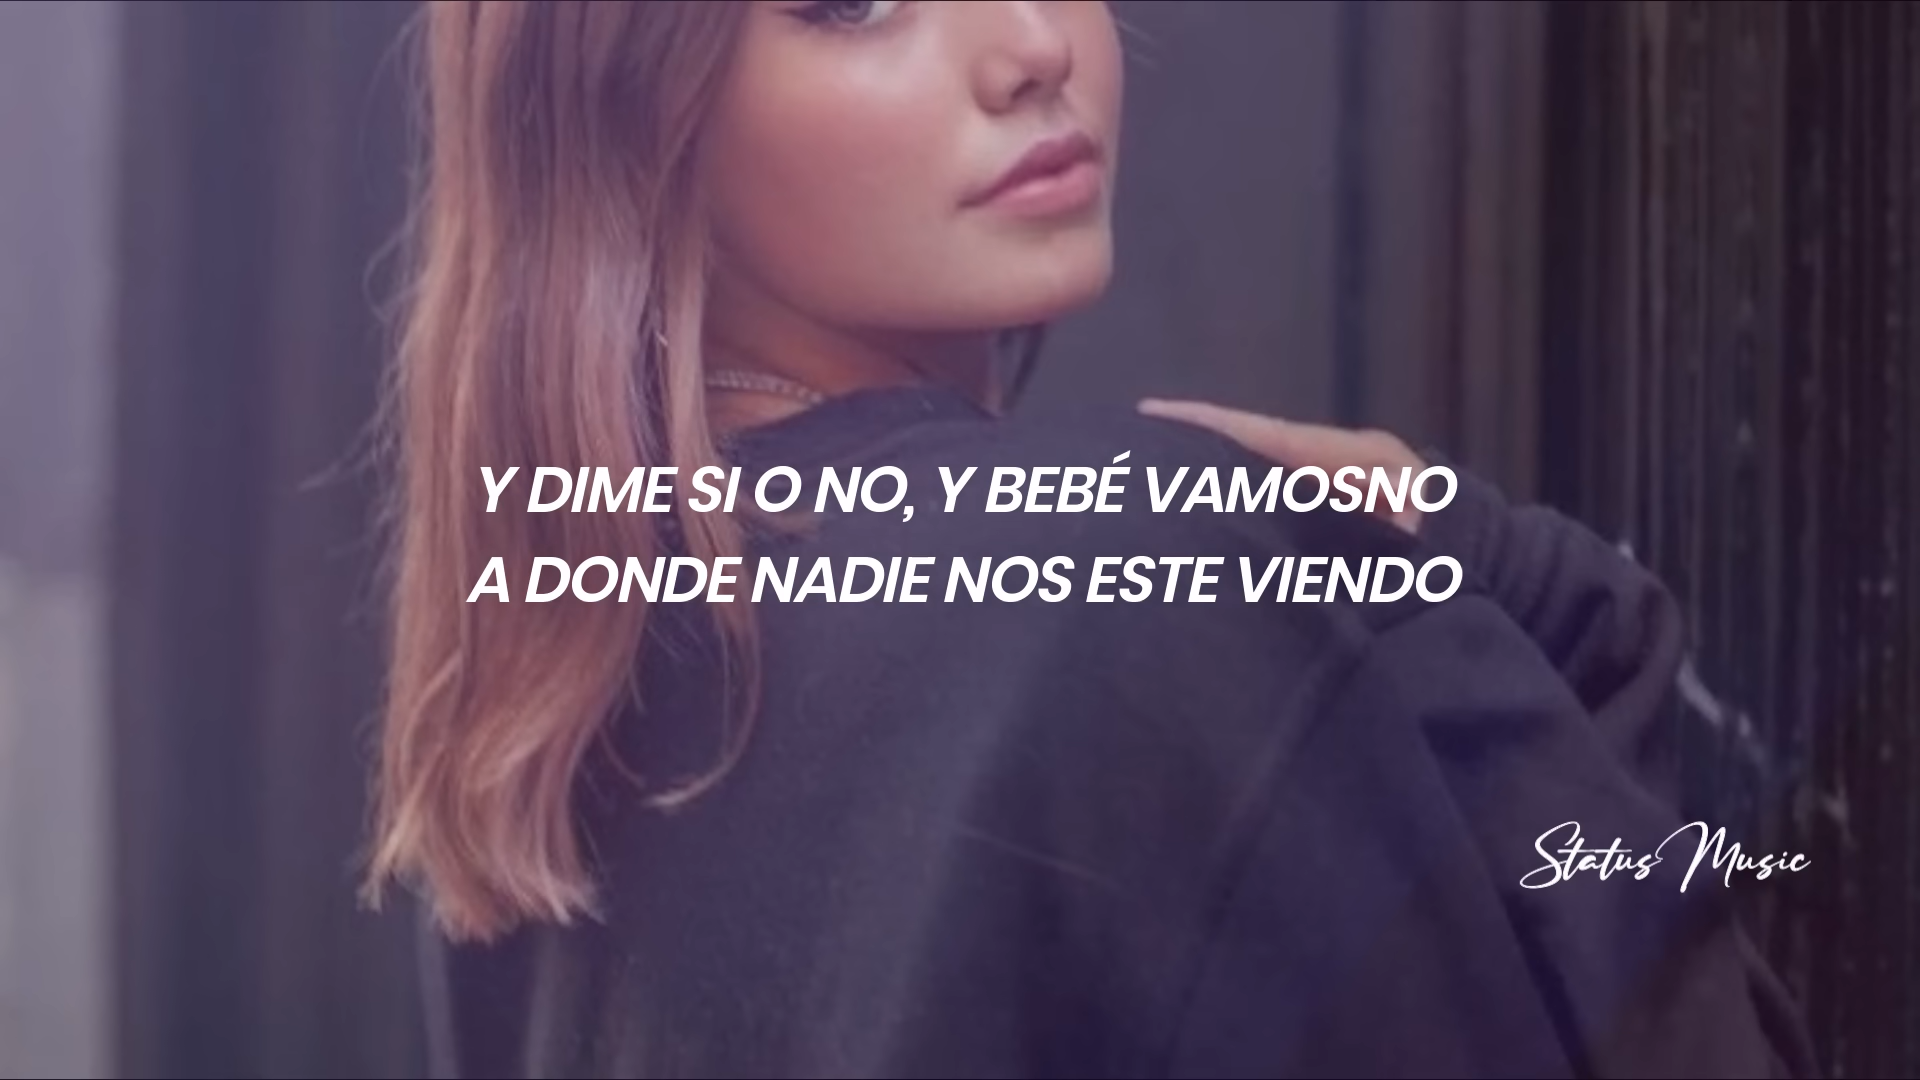 Y DIME SI O NO, Y BEBÉ VAMOSNO
A DONDE NADIE NOS ESTE VIENDO
Status Music